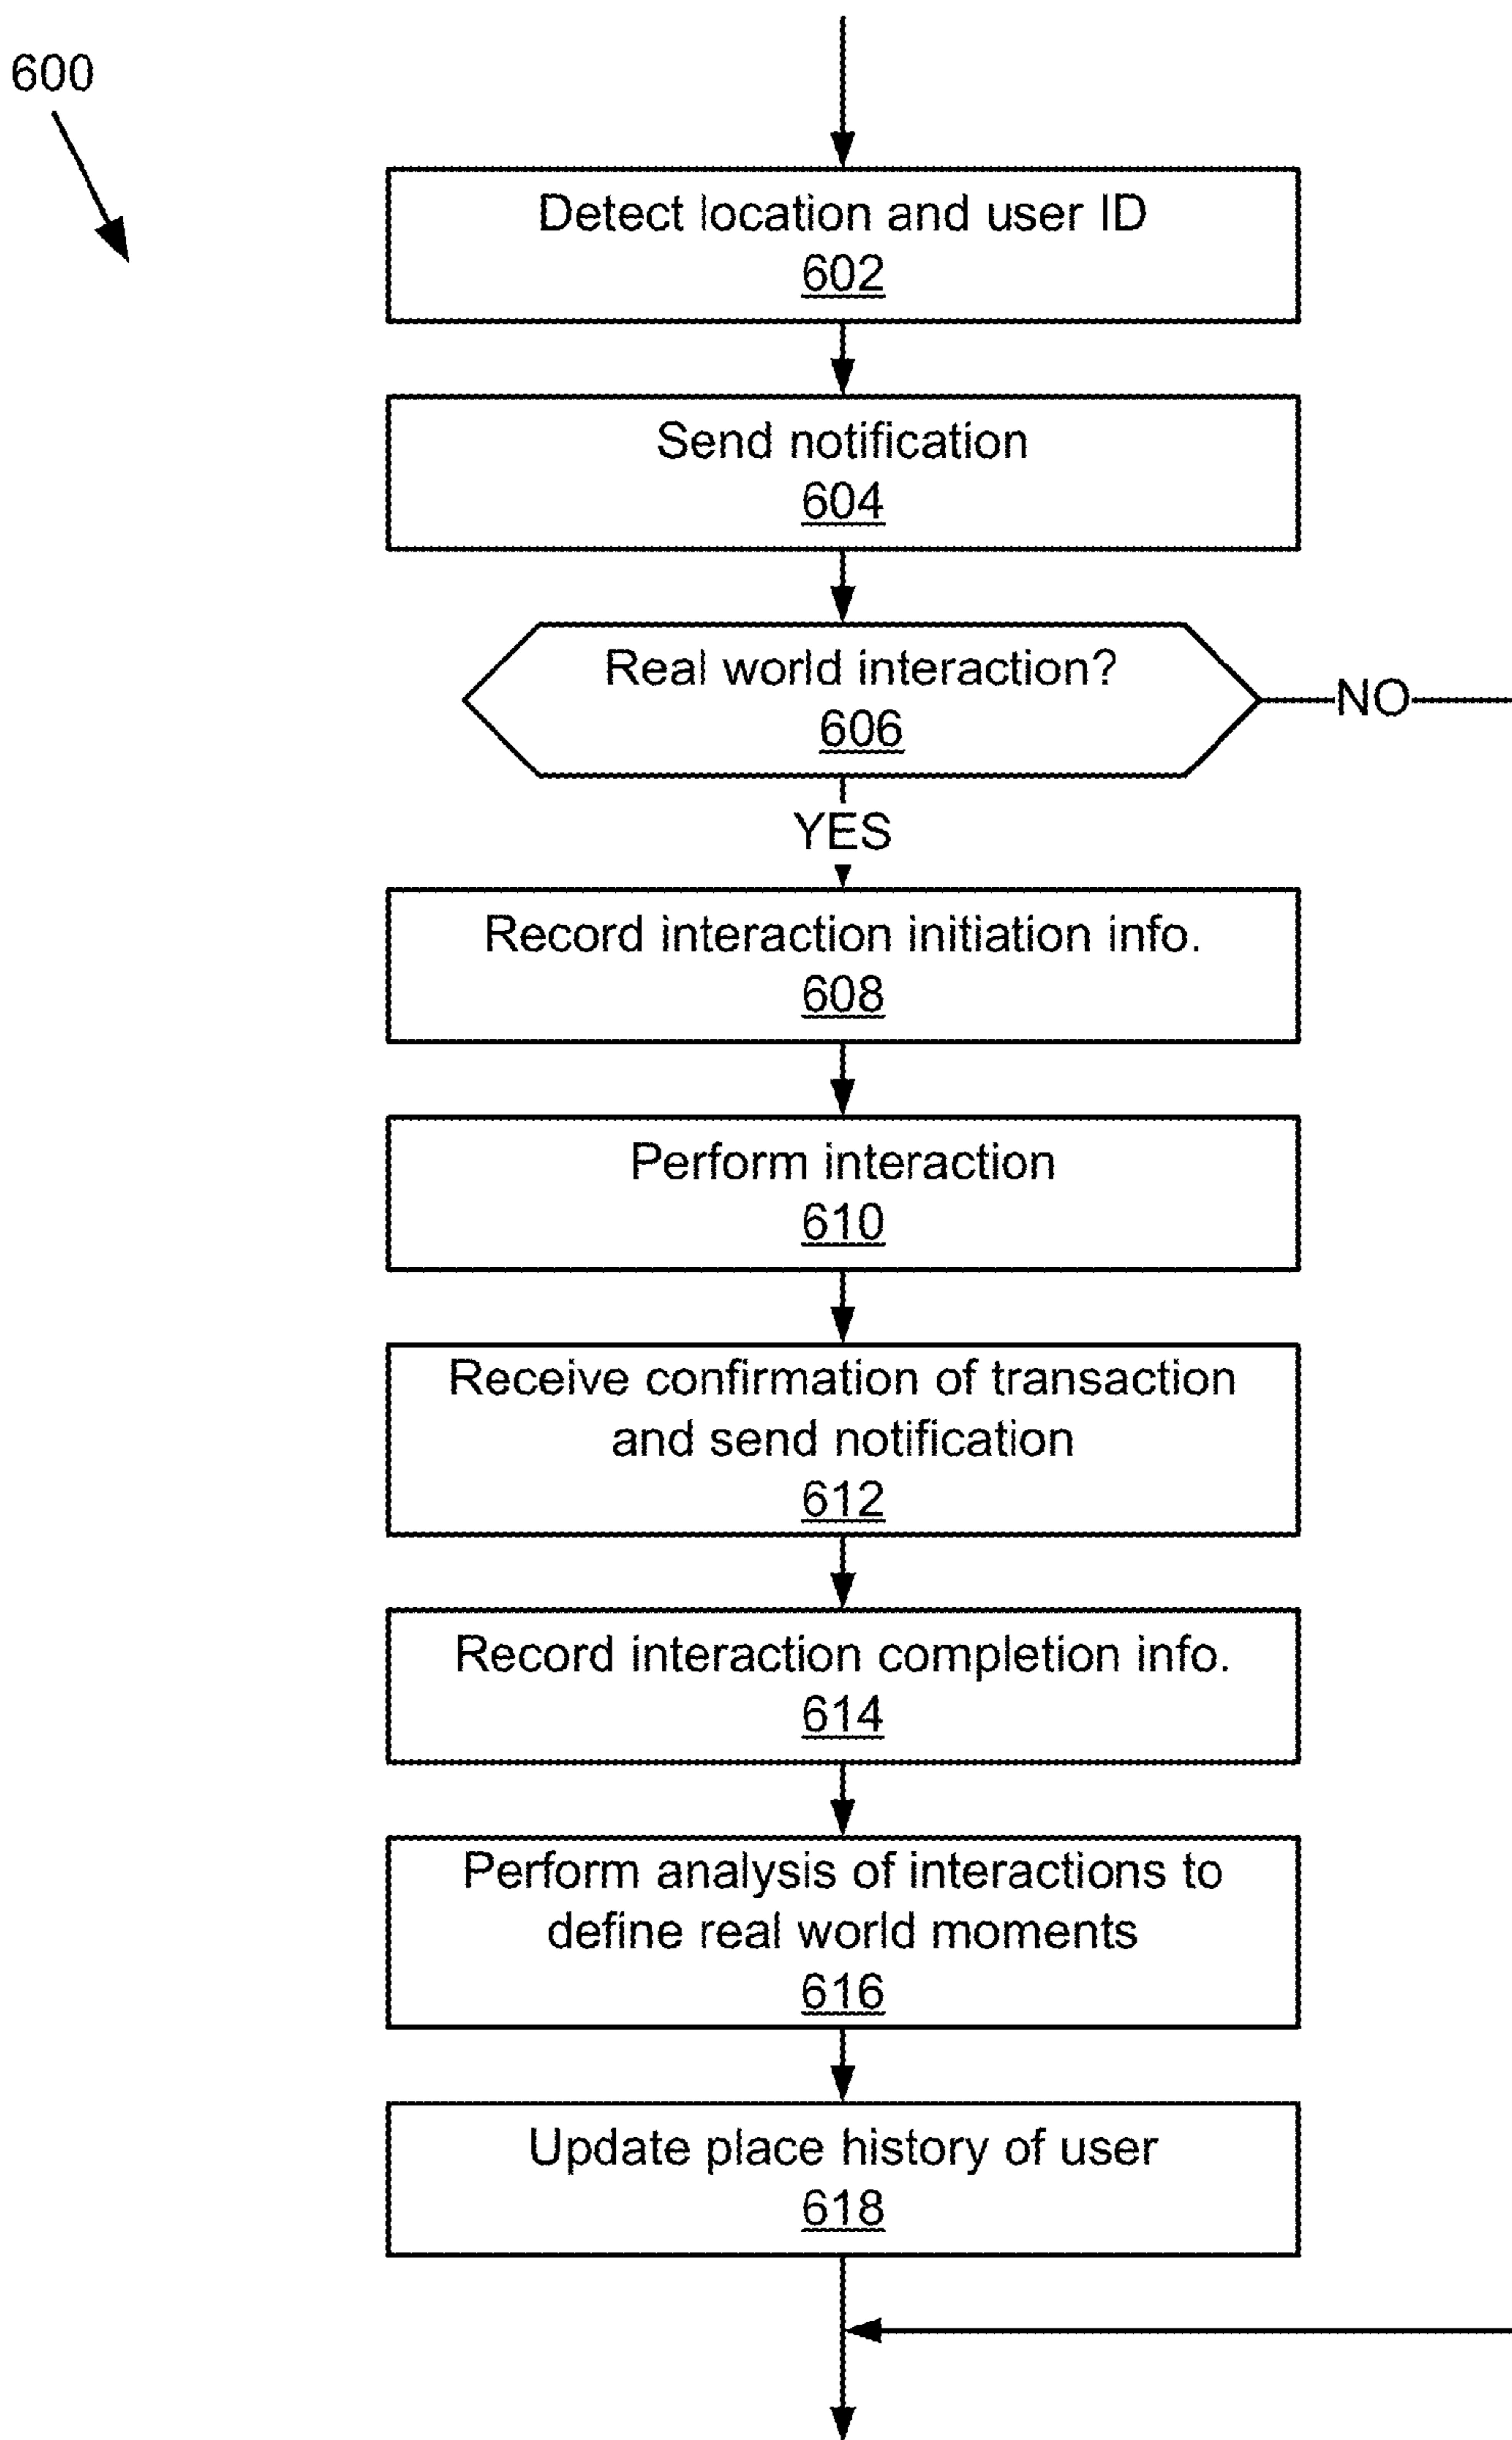 600
Detect location and user ID
602
Send notification
604
Real world interaction?
606
NO
YES
Record interaction initiation info.
608
Perform interaction
610
Receive confirmation of transaction
and send notification
612
Record interaction completion info.
614
Perform analysis of interactions to
define real world moments
616
Update place history of user
618